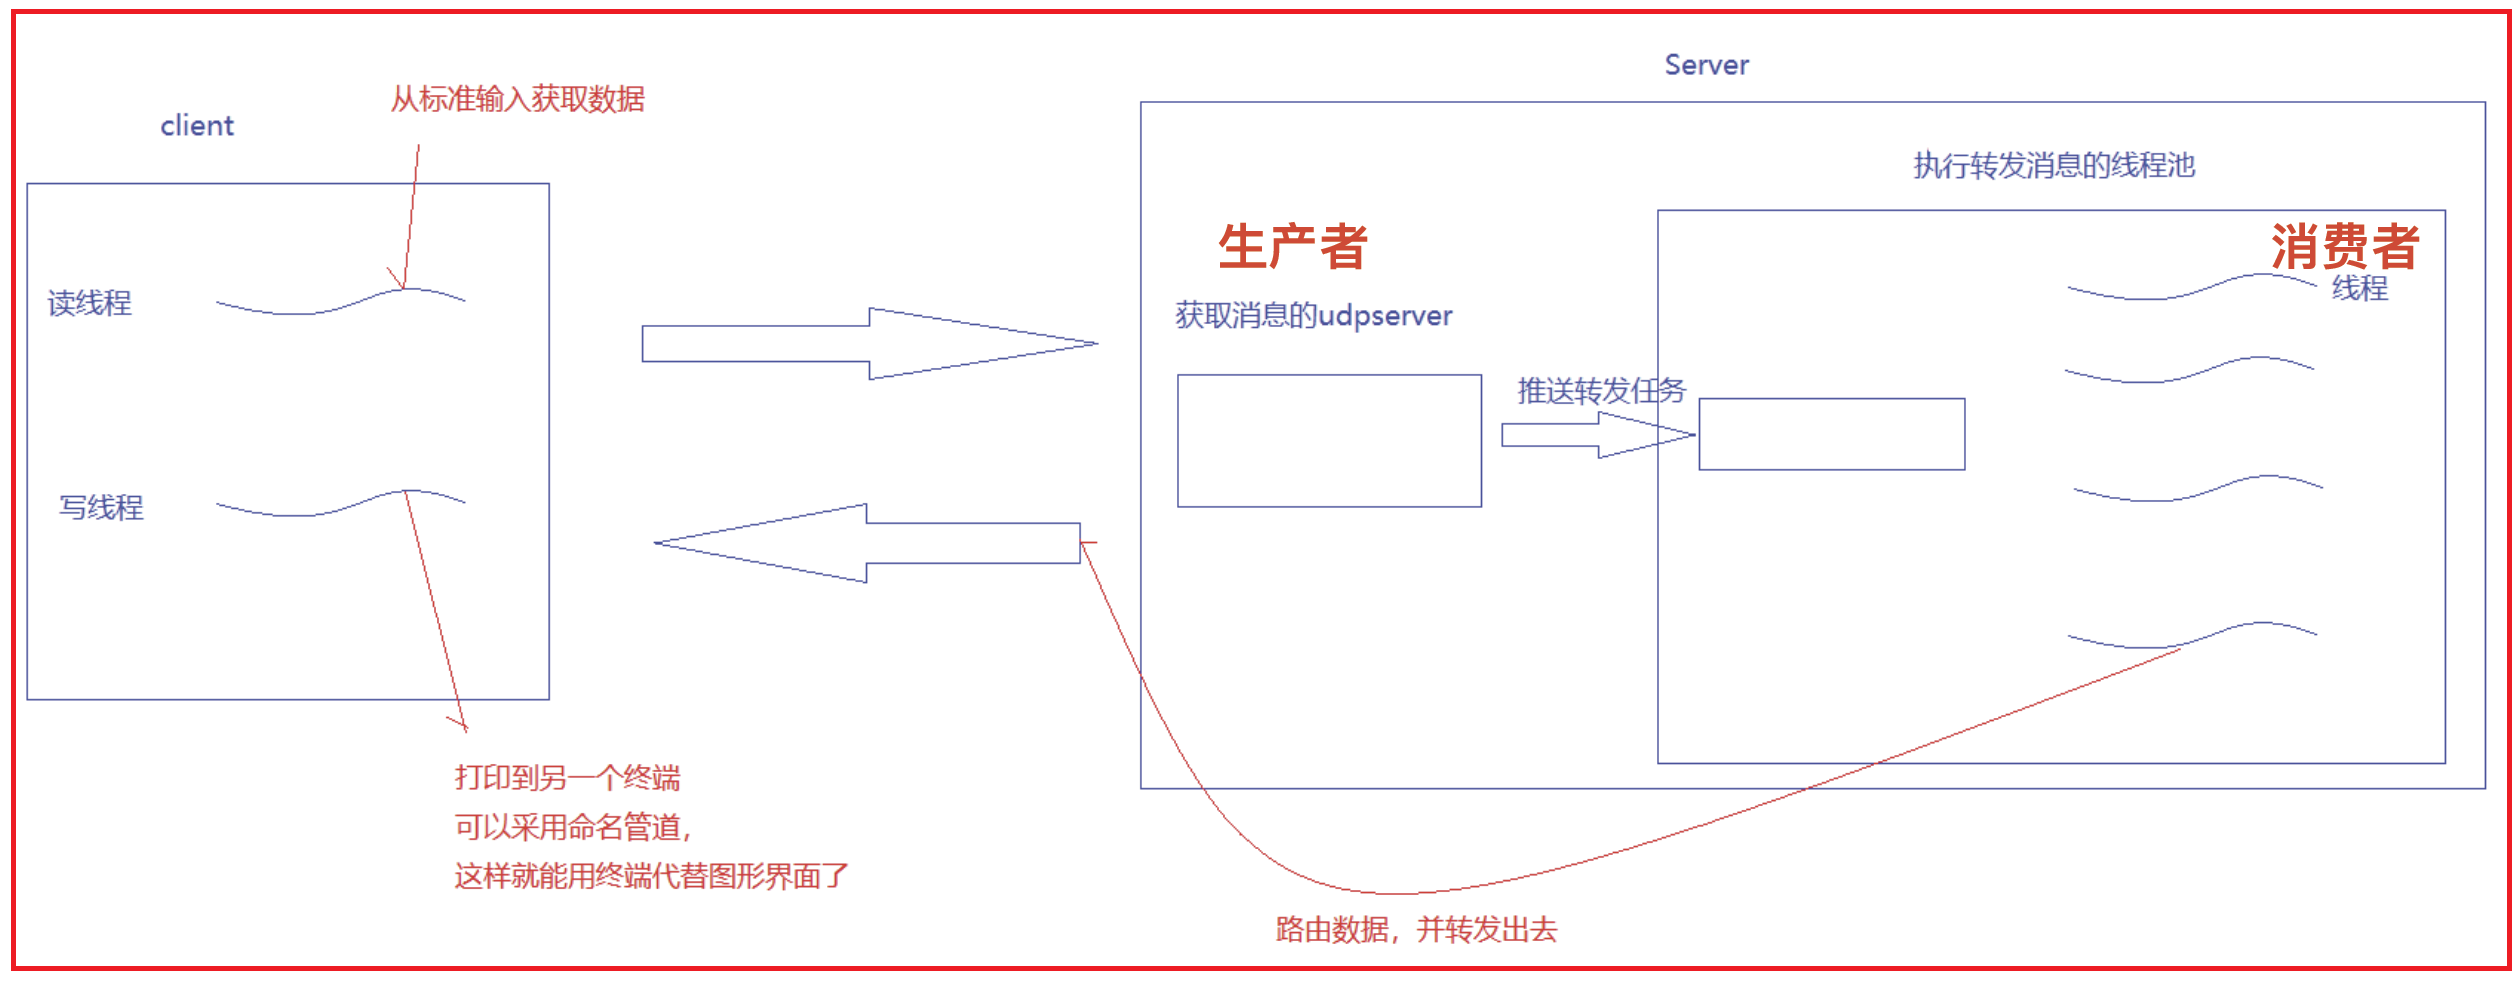 client
从标准输入获取数据
读线程
写线程
打印到另一个终端
可以采用命名管道,
这样就能用终端代替图形界面了
Server
执行转发消息的线程池
生产者
消费者
线程
获取消息的udpserver
推送转发任务
路由数据，并转发出去